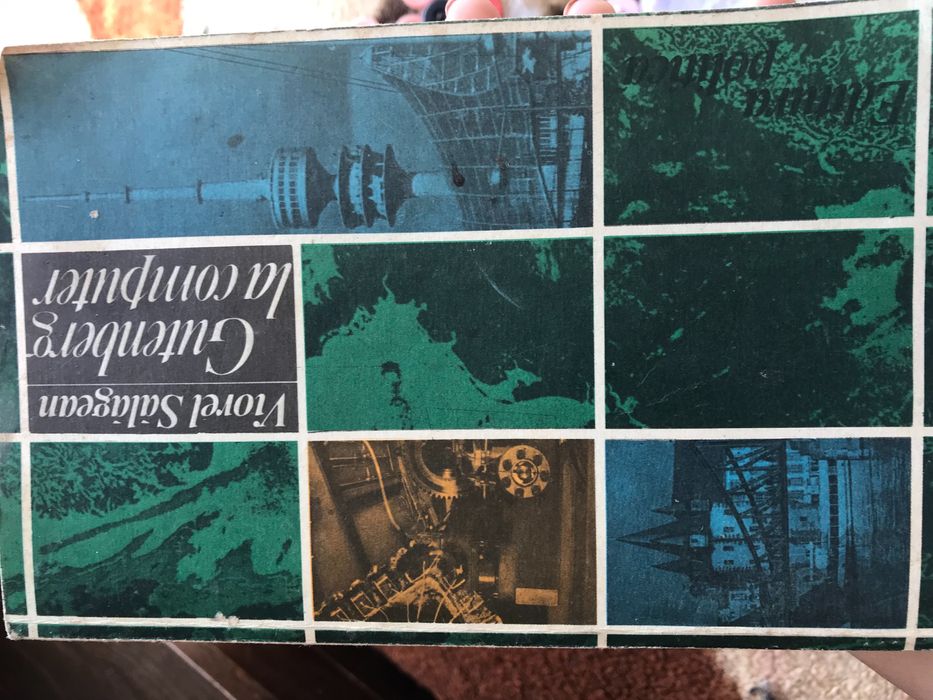 Viorel Sălăgean
Gutenberg
la computer
Editura
politică